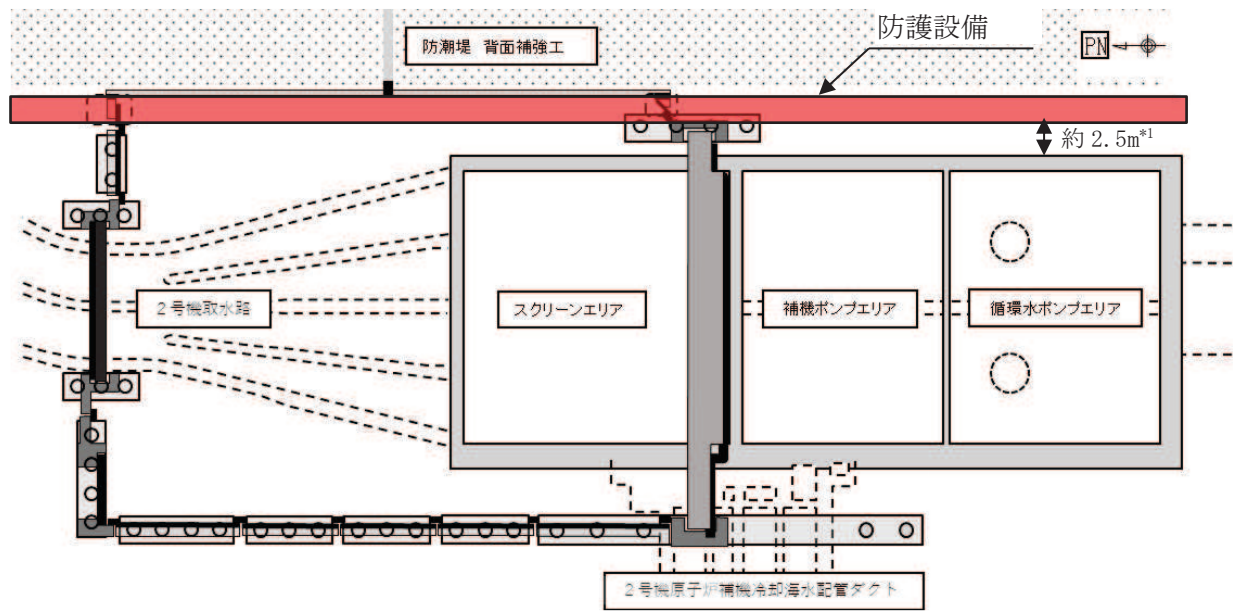 防護設備
防潮堤 背面補強工
PN
約 2.5m*1
2号機取水路
スクリーンエリア
補機ポンプエリア
循環水ポンプエリア
2号機原子炉補機冷却海水配管ダクト